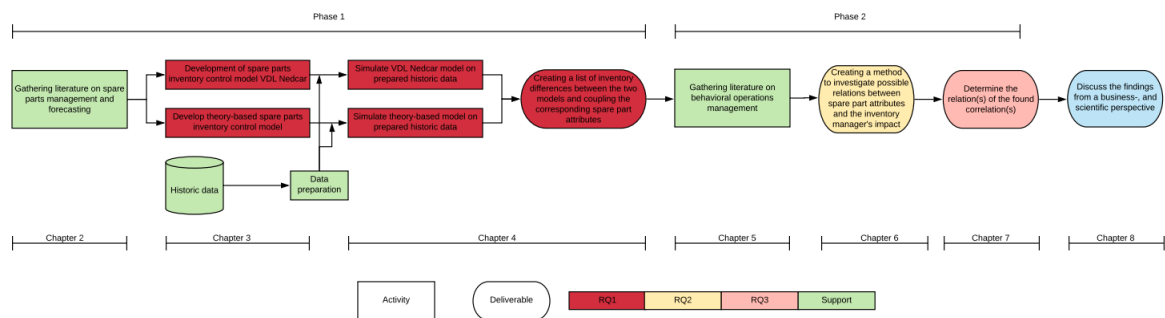 Phase 1
Phase 2
Gathering literature on spare
parts management and
forecasting
Development of spare parts
inventory control model VDL Nedcar
Develop theory-based spare parts
inventory control model
Historic data
Data
preparation
Simulate VDL Nedcar model on
prepared historic data
Simulate theory-based model on
prepared historic data
Creating a list of inventory
differences between the two
models and coupling the
corresponding spare part
attributes
Gathering literature on
behavioral operations
management
Creating a method
to investigate possible
relations between
spare part attributes
and the inventory
manager's impact
Determine the
relation(s) of the found
correlation(s)
Discuss the findings
from a business-, and
scientific perspective
Chapter 2
Chapter 3
Chapter 4
Chapter 5
Chapter 6
Chapter 7
Chapter 8
Activity
Deliverable
RQ1
RQ2
RQ3
Support